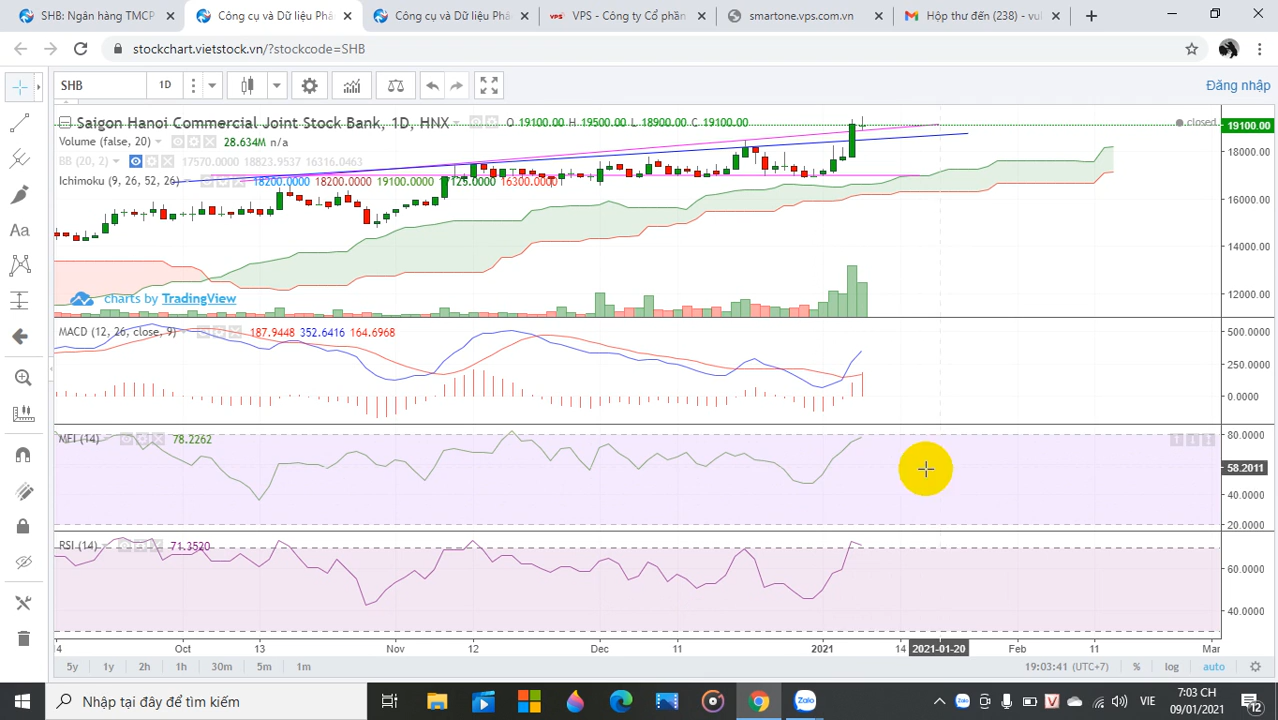 SHB: Ngân hàng TMCP
Công cụ và Dữ liệu Phâ
Công cụ và Dữ liệu Phâ
VPS - Công ty Cổ phần
smartone.vps.com.vn
Hộp thư đến (238) - vul
stockchart.vietstock.vn/?stockcode=SHB
SHB 1D
Đăng nhập
Saigon Hanoi Commercial Joint Stock Bank, 1D, HNX
O 19100.00 H 19500.00 L 18900.00 C 19100.00
closed
19100.00
Volume (false, 20) 28.634M n/a
BB (20, 2) 17570.0000 18823.9537 16316.0463
18000.00
Ichimoku (9, 26, 52, 26) 18200.0000 18200.0000 19100.0000 17125.0000 16300.0000
16000.00
Aa
14000.00
charts by TradingView
12000.00
MACD (12, 26, close, 9) 187.9448 352.6416 164.6968
500.0000
250.0000
0.0000
MFI (14) 78.2262
80.0000
58.2011
40.0000
20.0000
RSI (14) 71.3520
60.0000
40.0000
14 Oct 13 Nov 12 Dec 11 2021 14 2021-01-20 Feb 11 Mar
5y 1y 2h 1h 30m 5m 1m
19:03:41 (UTC+7) % log auto
Nhập tại đây để tìm kiếm
Zalo
VIE
7:03 CH
09/01/2021
12